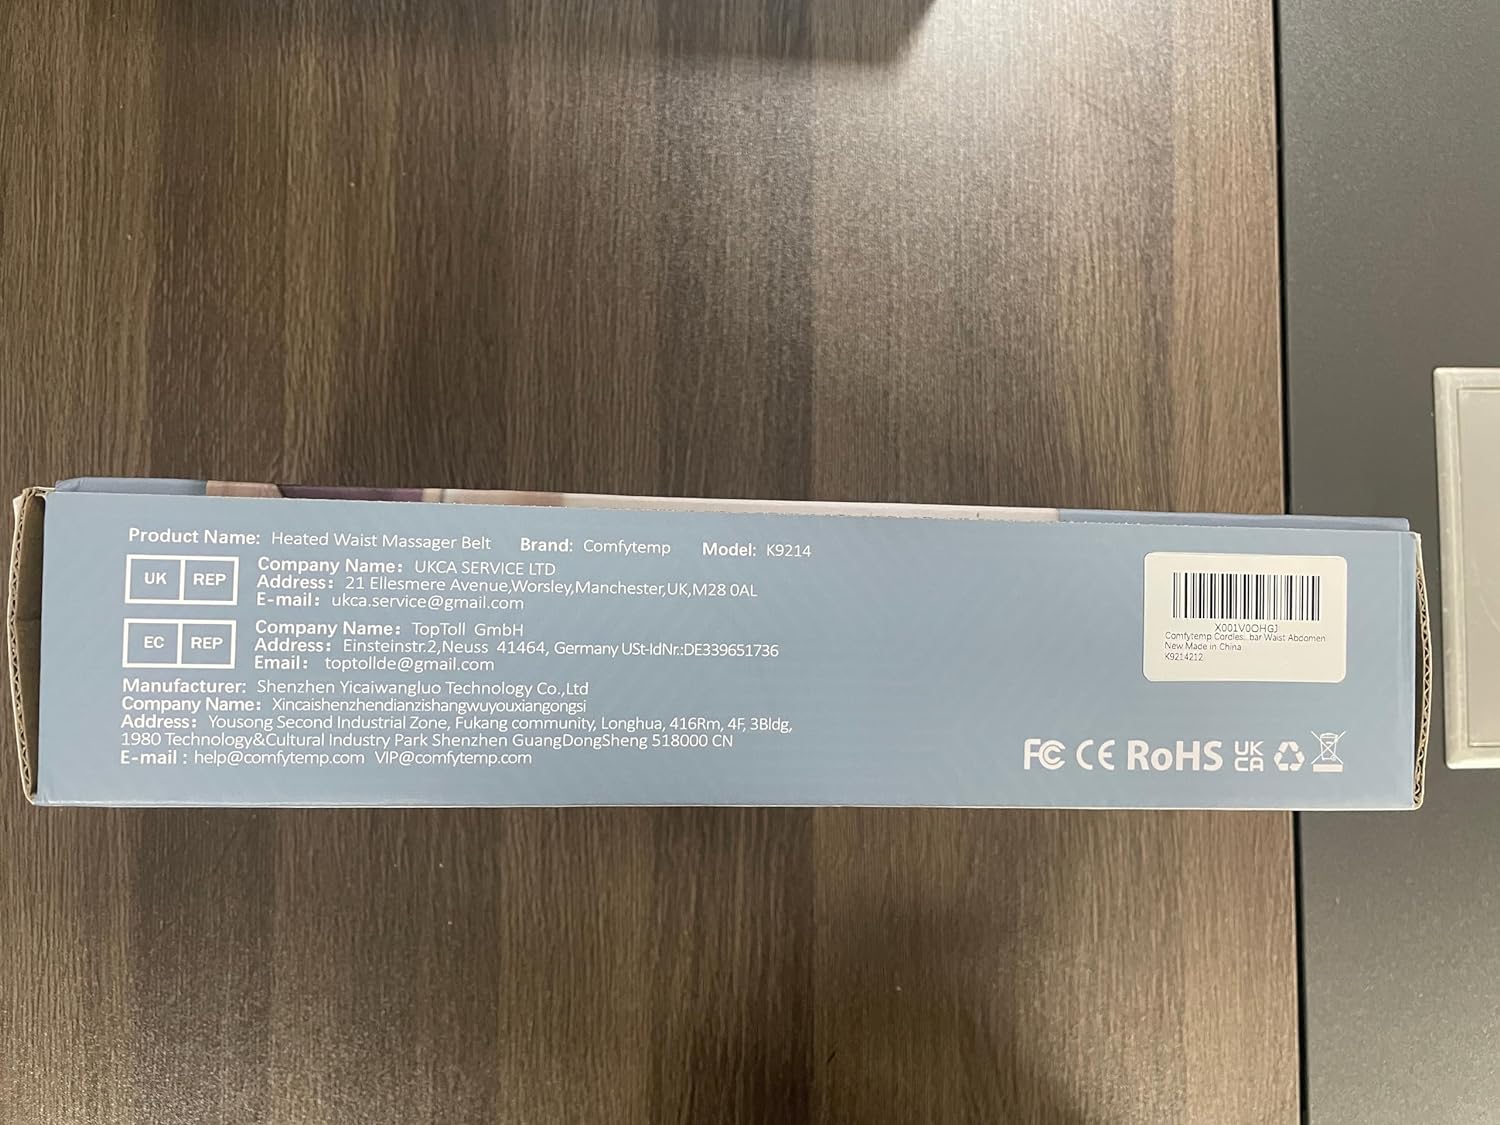 Product Name: Heated Waist Massager Belt Brand: Comfytemp Model: K9214
UK REP
Company Name: UKCA SERVICE LTD
Address: 21 Ellesmere Avenue,Worsley,Manchester,UK,M28 0AL
E-mail: ukca.service@gmail.com
EC REP
Company Name: TopToll GmbH
Address: Einsteinstr.2,Neuss 41464, Germany USt-IdNr.:DE339651736
Email: toptollde@gmail.com
Manufacturer: Shenzhen Yicaiwangluo Technology Co.,Ltd
Company Name: Xincaishenzhendianzishangwuyouxiangongsi
Address: Yousong Second Industrial Zone, Fukang community, Longhua, 416Rm, 4F, 3Bldg,
1980 Technology&Cultural Industry Park Shenzhen GuangDongSheng 518000 CN
E-mail : help@comfytemp.com VIP@comfytemp.com
X001V0OHGJ
Comfytemp Cordles...bar Waist Abdomen
New Made in China
K9214212
FC CE RoHS UK
CA